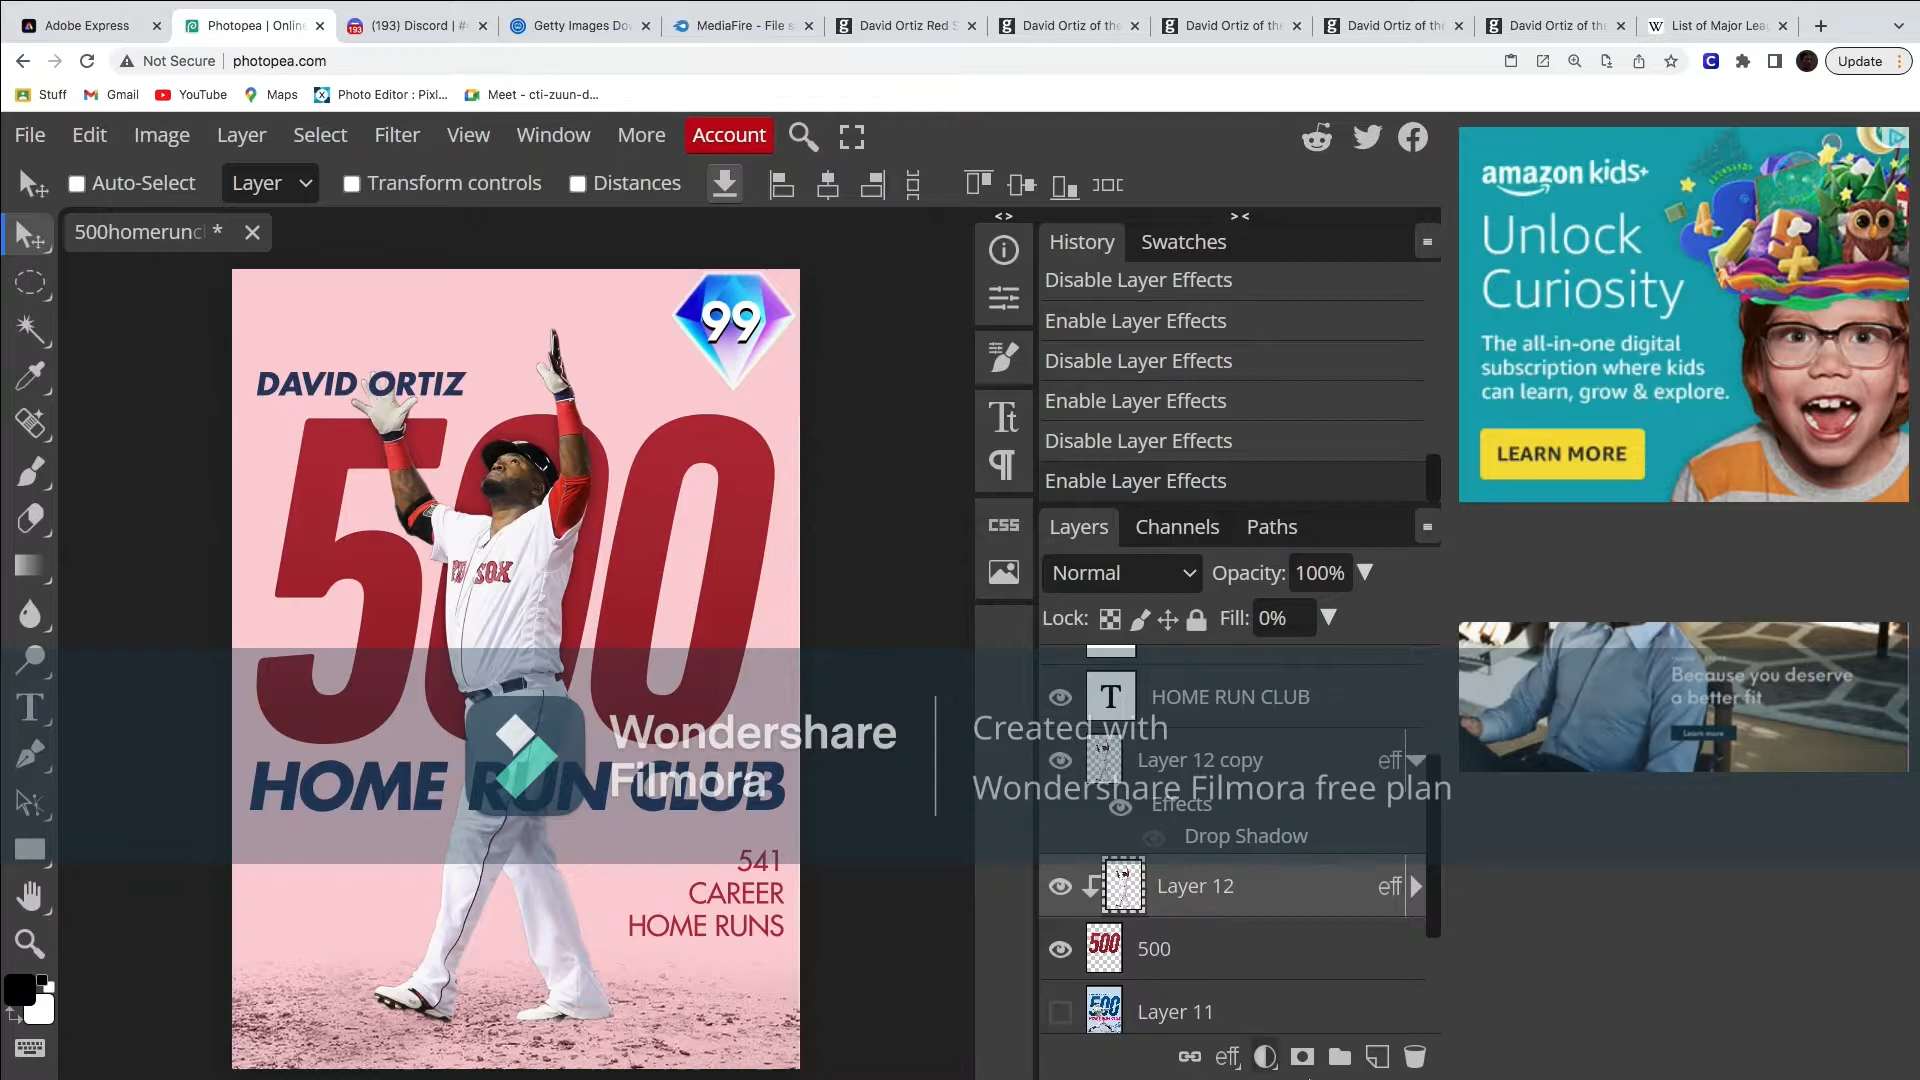 Adobe Express
Photopea | Online
(193) Discord | #
Getty Images Do
MediaFire - File s
David Ortiz Red S
David Ortiz of the
David Ortiz of the
David Ortiz of the
David Ortiz of the
List of Major Lea
Not Secure
photopea.com
Update
Stuff
Gmail
YouTube
Maps
Photo Editor : Pixl...
Meet - cti-zuun-d...
File
Edit
Image
Layer
Select
Filter
View
Window
More
Account
Auto-Select
Layer
Transform controls
Distances
500homerunc *
DAVID ORTIZ
99
500
RED SOX
HOME RUN CLUB
541
CAREER
HOME RUNS
Wondershare
Filmora
Created with
Wondershare Filmora free plan
History
Swatches
Disable Layer Effects
Enable Layer Effects
Disable Layer Effects
Enable Layer Effects
Disable Layer Effects
Enable Layer Effects
CSS
Layers
Channels
Paths
Normal
Opacity: 100%
Lock:
Fill: 0%
HOME RUN CLUB
Layer 12 copy
eff
Effects
Drop Shadow
Layer 12
eff
500
500
Layer 11
500
eff
amazon kids+
Unlock
Curiosity
The all-in-one digital
subscription where kids
can learn, grow & explore.
LEARN MORE
Because you deserve
a better fit
Learn more